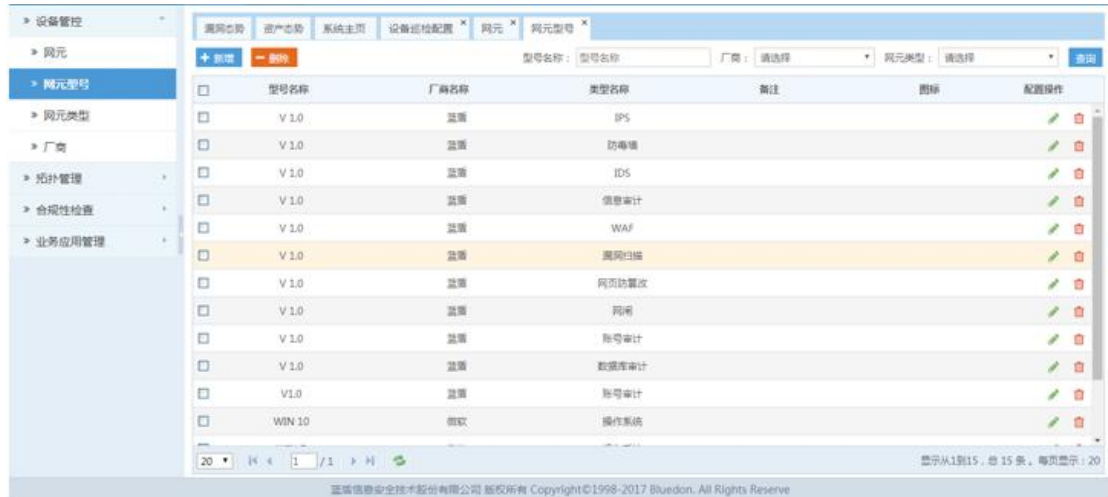 » 设备管控
» 网元
» 网元型号
» 网元类型
» 厂商
» 拓扑管理
» 合规性检查
» 业务应用管理
漏洞态势 资产态势 系统主页 设备巡检配置 × 网元 × 网元型号 ×
+ 新增 − 删除 型号名称： 型号名称 厂商： 请选择 网元类型： 请选择 查询
型号名称 厂商名称 类型名称 备注 图标 配置操作
V 1.0 蓝盾 IPS
V 1.0 蓝盾 防毒墙
V 1.0 蓝盾 IDS
V 1.0 蓝盾 信息审计
V 1.0 蓝盾 WAF
V 1.0 蓝盾 漏洞扫描
V 1.0 蓝盾 网页防篡改
V 1.0 蓝盾 网闸
V 1.0 蓝盾 账号审计
V 1.0 蓝盾 数据库审计
V1.0 蓝盾 账号审计
WIN 10 微软 操作系统
20 1 / 1 显示从1到15，总 15 条。每页显示：20
蓝盾信息安全技术股份有限公司 版权所有 Copyright©1998-2017 Bluedon. All Rights Reserve